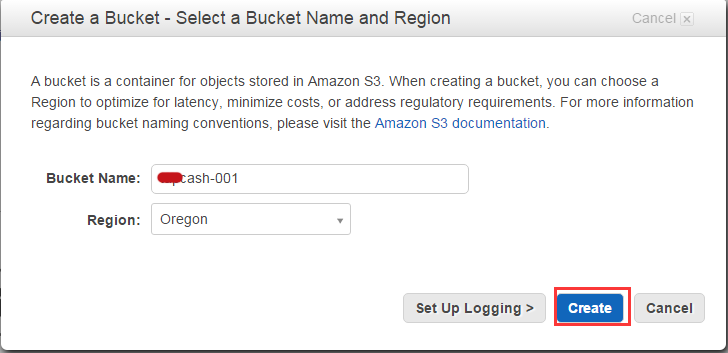 Create a Bucket - Select a Bucket Name and Region
Cancel
A bucket is a container for objects stored in Amazon S3. When creating a bucket, you can choose a
Region to optimize for latency, minimize costs, or address regulatory requirements. For more information
regarding bucket naming conventions, please visit the Amazon S3 documentation.
Bucket Name: pcash-001
Region: Oregon
Set Up Logging > Create Cancel